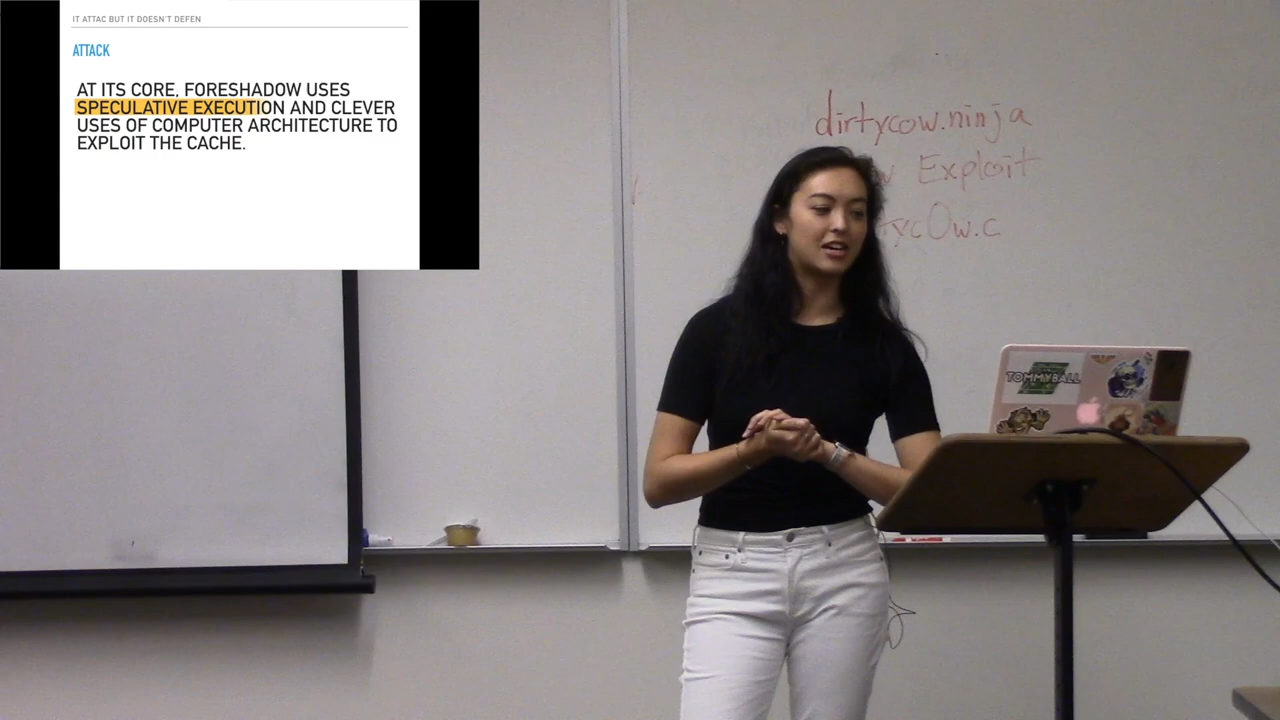 IT ATTAC BUT IT DOESN'T DEFEN
ATTACK
AT ITS CORE, FORESHADOW USES
SPECULATIVE EXECUTION AND CLEVER
USES OF COMPUTER ARCHITECTURE TO
EXPLOIT THE CACHE.
dirtycow.ninja
w Exploit
tyc0w.c
TOMMYBALL